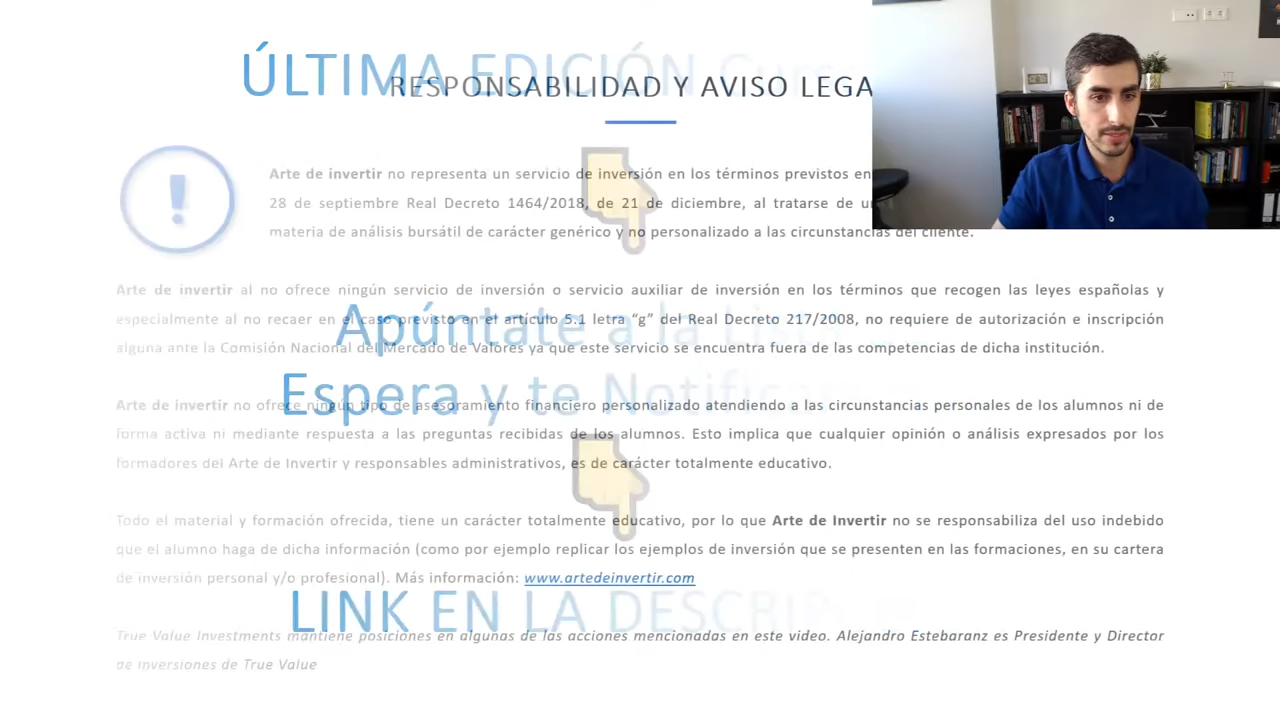 ÚLTIMA EDICIÓN
RESPONSABILIDAD Y AVISO LEGA
Arte de invertir no representa un servicio de inversión en los términos previstos en
28 de septiembre Real Decreto 1464/2018, de 21 de diciembre, al tratarse de
materia de análisis bursátil de carácter genérico y no personalizado a las circunstancias del cliente.
Arte de invertir al no ofrece ningún servicio de inversión o servicio auxiliar de inversión en los términos que recogen las leyes españolas y
especialmente al no recaer en el caso previsto en el artículo 5.1 letra “g” del Real Decreto 217/2008, no requiere de autorización e inscripción
Apúntate a la
alguna ante la Comisión Nacional del Mercado de Valores ya que este servicio se encuentra fuera de las competencias de dicha institución.
Espera y te
Arte de invertir no ofrece ningún tipo de asesoramiento financiero personalizado atendiendo a las circunstancias personales de los alumnos ni de
forma activa ni mediante respuesta a las preguntas recibidas de los alumnos. Esto implica que cualquier opinión o análisis expresados por los
formadores del Arte de Invertir y responsables administrativos, es de carácter totalmente educativo.
Todo el material y formación ofrecida, tiene un carácter totalmente educativo, por lo que Arte de Invertir no se responsabiliza del uso indebido
que el alumno haga de dicha información (como por ejemplo replicar los ejemplos de inversión que se presenten en las formaciones, en su cartera
de inversión personal y/o profesional). Más información: www.artedeinvertir.com
LINK EN LA
True Value Investments mantiene posiciones en algunas de las acciones mencionadas en este video. Alejandro Estebaranz es Presidente y Director
de Inversiones de True Value